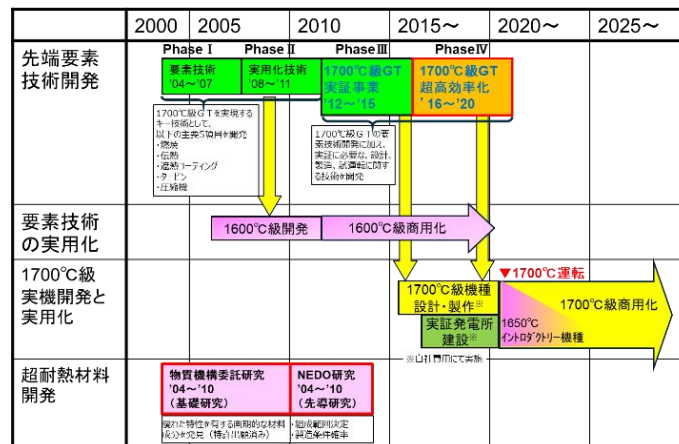 2000
2005
2010
2015～
2020～
2025～
先端要素
技術開発
Phase Ⅰ
Phase Ⅱ
Phase Ⅲ
Phase Ⅳ
要素技術
'04～'07
実用化技術
'08～'11
1700℃級GT
実証事業
'12～'15
1700℃級GT
超高効率化
'16～'20
1700℃級GTを実現する
キー技術として、
以下の主要5項目を開発
・燃焼
・伝熱
・遮熱コーティング
・タービン
・圧縮機
1700℃級GTの要
素技術開発に加え、
実証に必要な、設計、
製造、試運転に関する
技術を開発
要素技術
の実用化
1600℃級開発
1600℃級商用化
1700℃級
実機開発と
実用化
▼1700℃運転
1700℃級機種
設計・製作※
実証発電所
建設※
1700℃級商用化
1650℃
イントロダクトリー機種
※自社費用にて実施
超耐熱材料
開発
物質機構委託研究
'04～'10
（基礎研究）
NEDO研究
'04～'10
（先導研究）
優れた特性を有する画期的な材料
成分を発見（特許出願済み）
・組成範囲決定
・製造条件確率